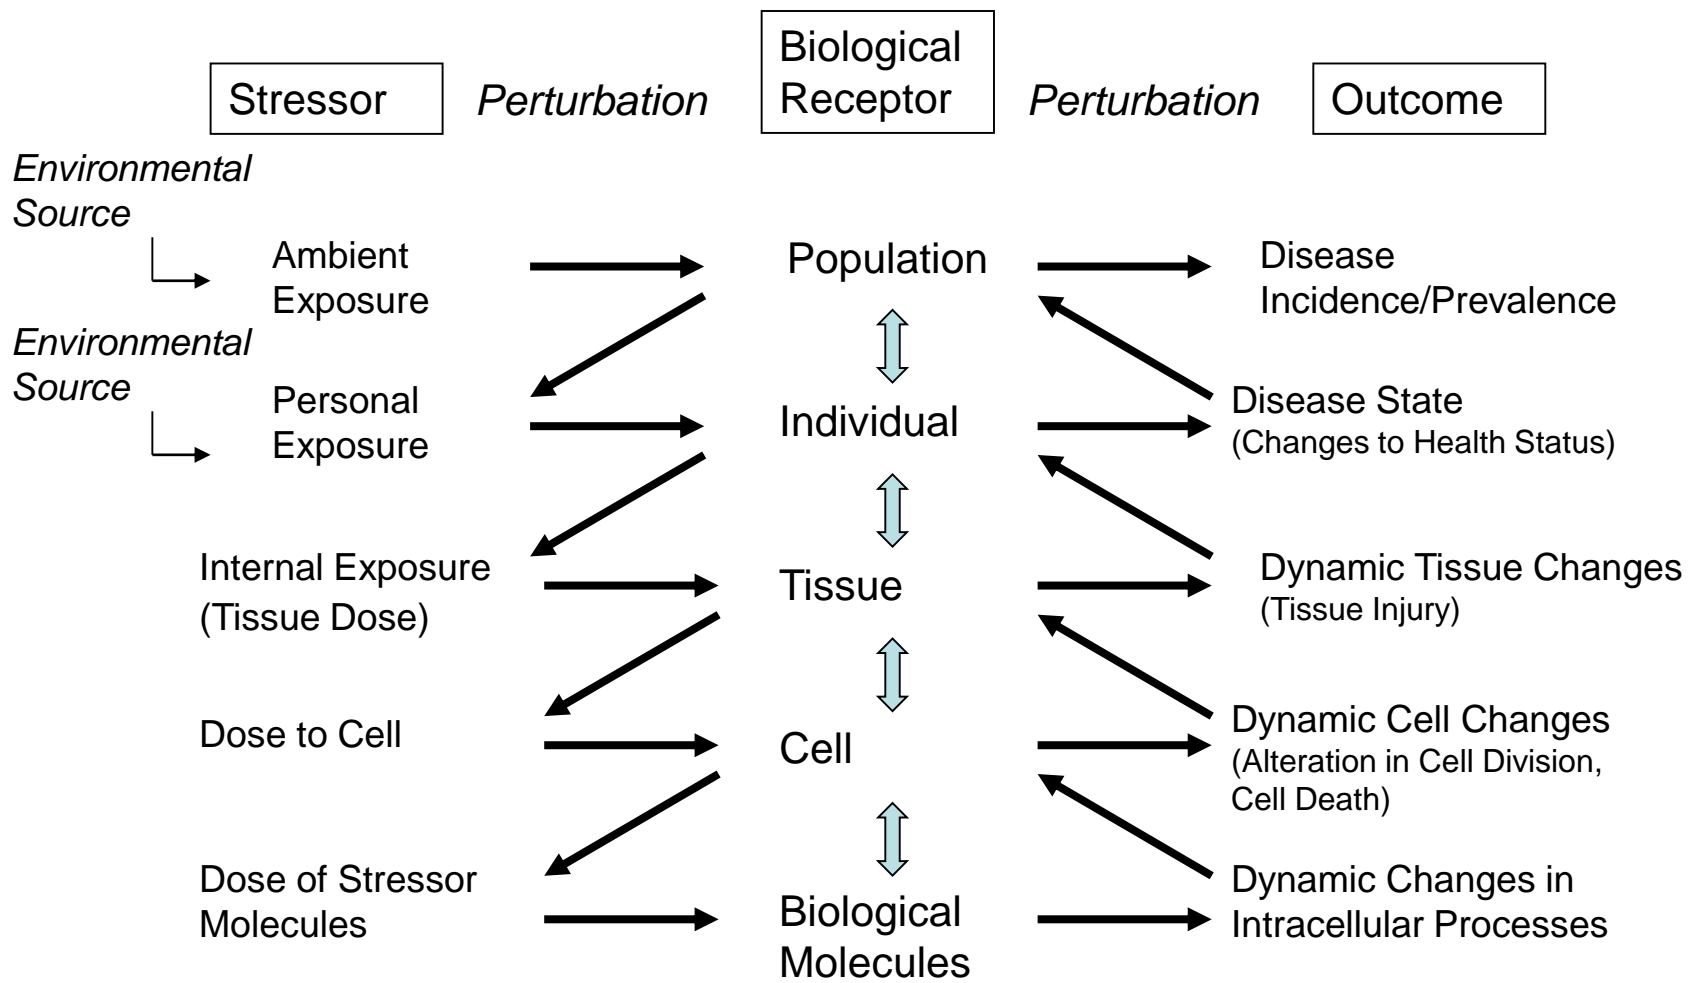 Stressor
Perturbation
Biological
Receptor
Perturbation
Outcome
Environmental
Source
Ambient
Exposure
Population
Disease
Incidence/Prevalence
Environmental
Source
Personal
Exposure
Individual
Disease State
(Changes to Health Status)
Internal Exposure
(Tissue Dose)
Tissue
Dynamic Tissue Changes
(Tissue Injury)
Dose to Cell
Cell
Dynamic Cell Changes
(Alteration in Cell Division,
Cell Death)
Dose of Stressor
Molecules
Biological
Molecules
Dynamic Changes in
Intracellular Processes